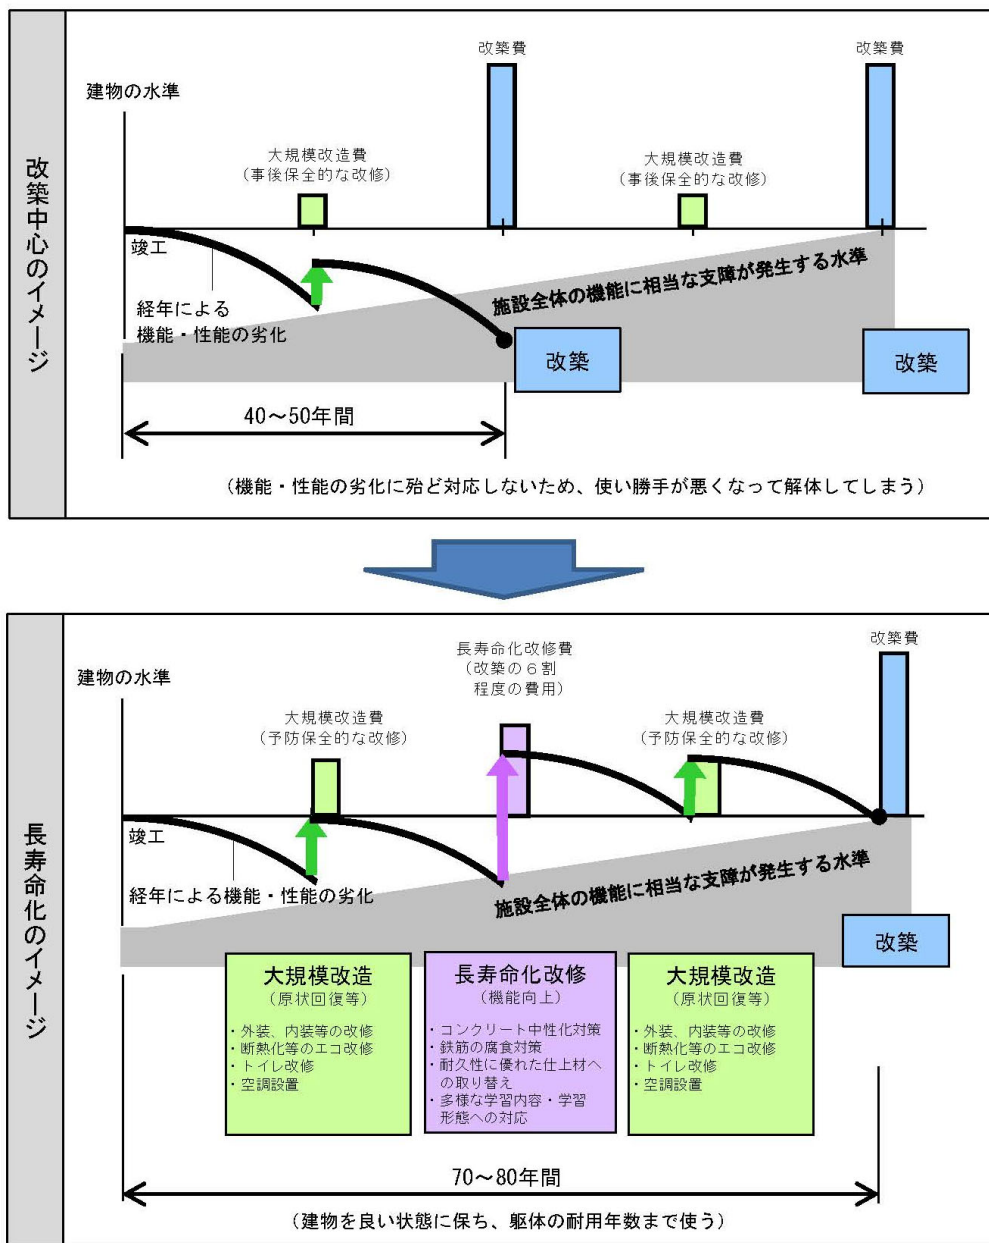 改築中心のイメージ
建物の水準
改築費
改築費
大規模改造費
（事後保全的な改修）
大規模改造費
（事後保全的な改修）
竣工
経年による
機能・性能の劣化
施設全体の機能に相当な支障が発生する水準
改築
改築
40～50年間
（機能・性能の劣化に殆ど対応しないため、使い勝手が悪くなって解体してしまう）
長寿命化のイメージ
建物の水準
大規模改造費
（予防保全的な改修）
長寿命化改修費
（改築の６割
程度の費用）
大規模改造費
（予防保全的な改修）
改築費
竣工
経年による機能・性能の劣化
施設全体の機能に相当な支障が発生する水準
改築
大規模改造
（原状回復等）
・外装、内装等の改修
・断熱化等のエコ改修
・トイレ改修
・空調設置
長寿命化改修
（機能向上）
・コンクリート中性化対策
・鉄筋の腐食対策
・耐久性に優れた仕上材へ
の取り替え
・多様な学習内容・学習
形態への対応
大規模改造
（原状回復等）
・外装、内装等の改修
・断熱化等のエコ改修
・トイレ改修
・空調設置
70～80年間
（建物を良い状態に保ち、躯体の耐用年数まで使う）